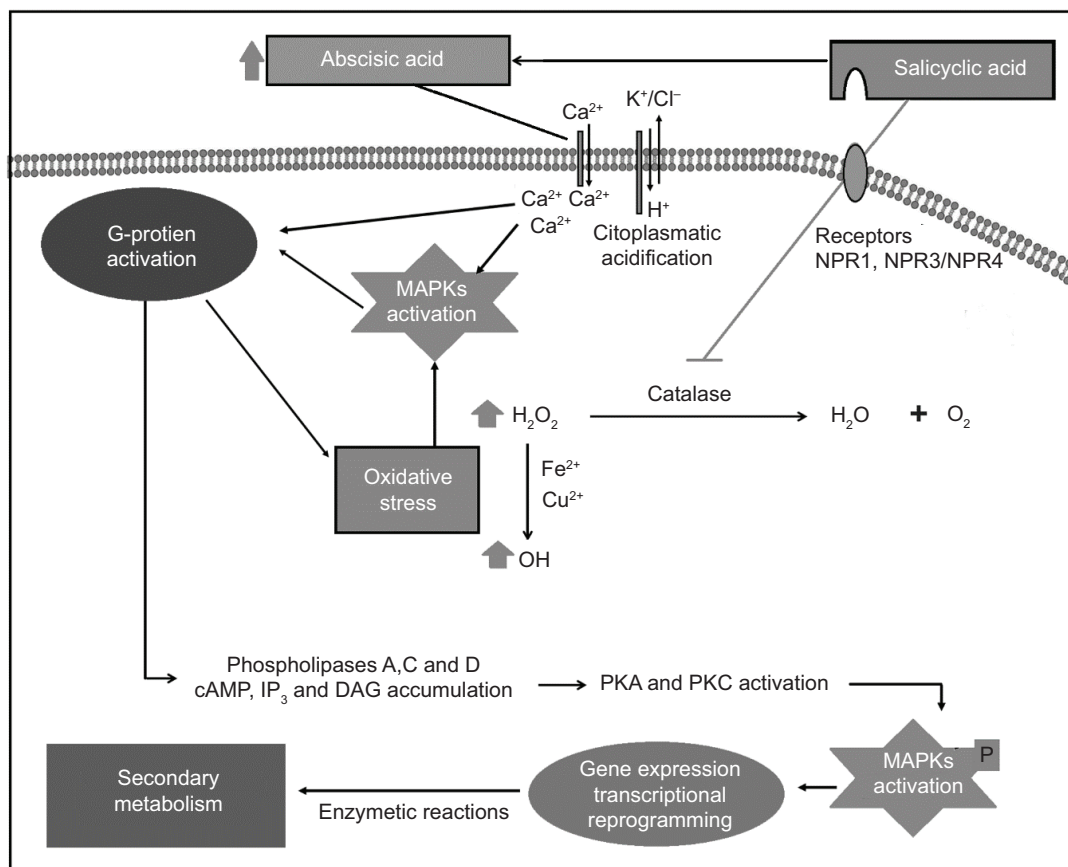 Abscisic acid
Salicyclic acid
Ca²⁺
K⁺/Cl⁻
Ca²⁺ Ca²⁺
Ca²⁺
H⁺
Citoplasmatic
acidification
Receptors
NPR1, NPR3/NPR4
G-protien
activation
MAPKs
activation
Catalase
H₂O₂
H₂O + O₂
Oxidative
stress
Fe²⁺
Cu²⁺
OH
Phospholipases A,C and D
cAMP, IP₃ and DAG accumulation
PKA and PKC activation
MAPKs
activation
P
Gene expression
transcriptional
reprogramming
Enzymetic reactions
Secondary
metabolism